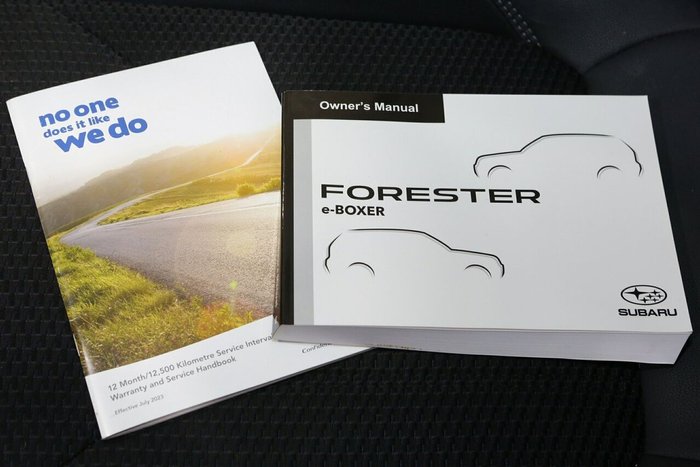 no one
does it like
we do
12 Month/12,500 Kilometre Service
Warranty and Service Handbook
Effective July 2023
Owner's Manual
FORESTER
e-BOXER
SUBARU